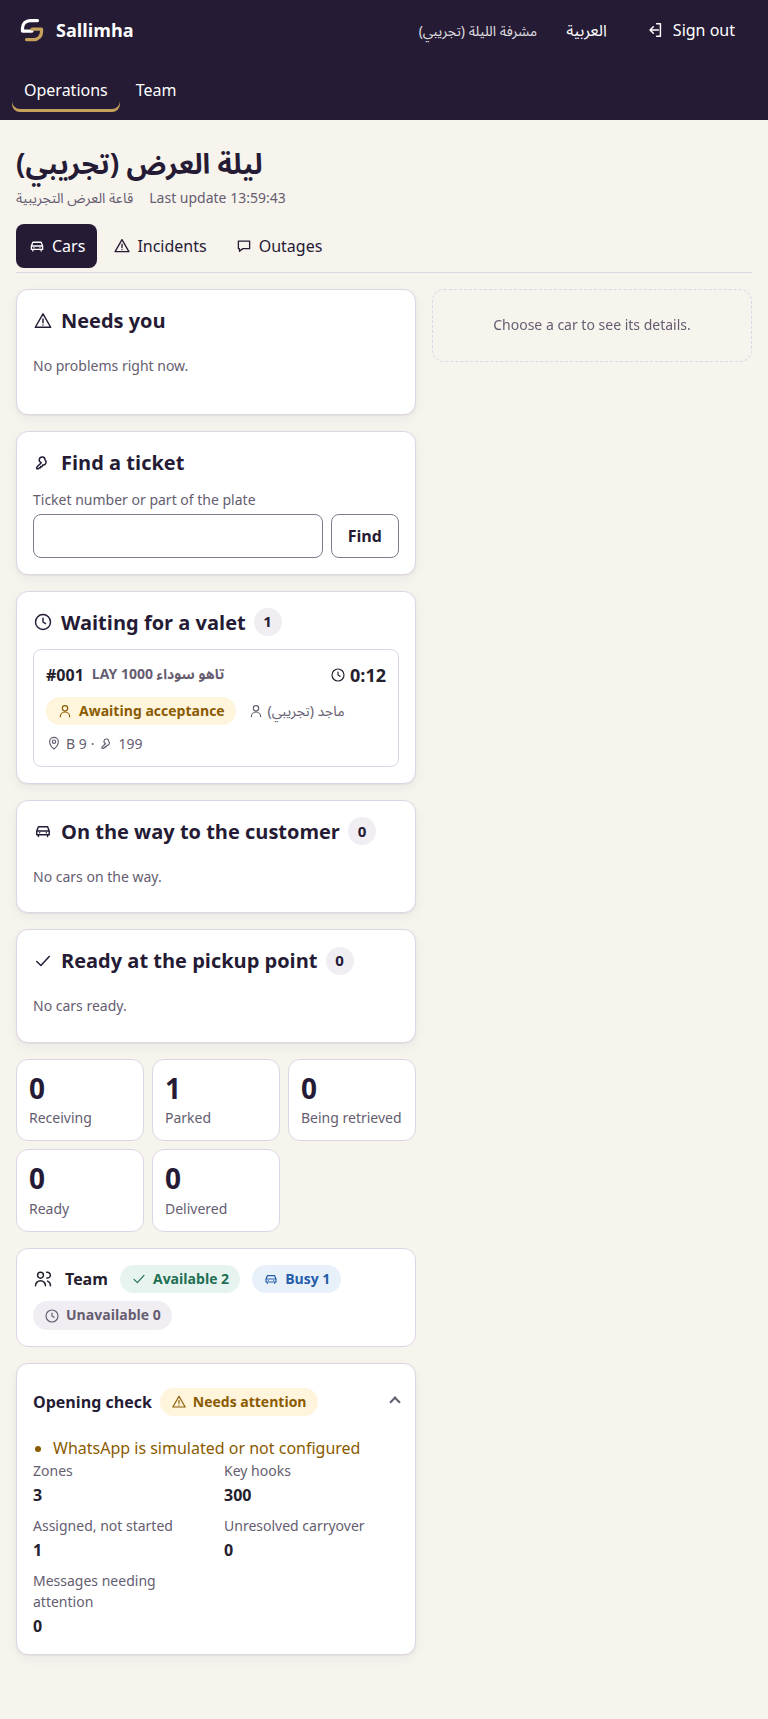 Sallimha
مشرفة الليلة (تجريبي)
العربية
Sign out
Operations
Team
ليلة العرض (تجريبي)
قاعة العرض التجريبية
Last update 13:59:43
Cars
Incidents
Outages
Needs you
No problems right now.
Choose a car to see its details.
Find a ticket
Ticket number or part of the plate
Find
Waiting for a valet 1
#001 LAY 1000 تاهو سوداء 0:12
Awaiting acceptance ماجد (تجريبي)
B 9 · 199
On the way to the customer 0
No cars on the way.
Ready at the pickup point 0
No cars ready.
0
Receiving
1
Parked
0
Being retrieved
0
Ready
0
Delivered
Team Available 2 Busy 1
Unavailable 0
Opening check Needs attention
• WhatsApp is simulated or not configured
Zones
3
Key hooks
300
Assigned, not started
1
Unresolved carryover
0
Messages needing
attention
0